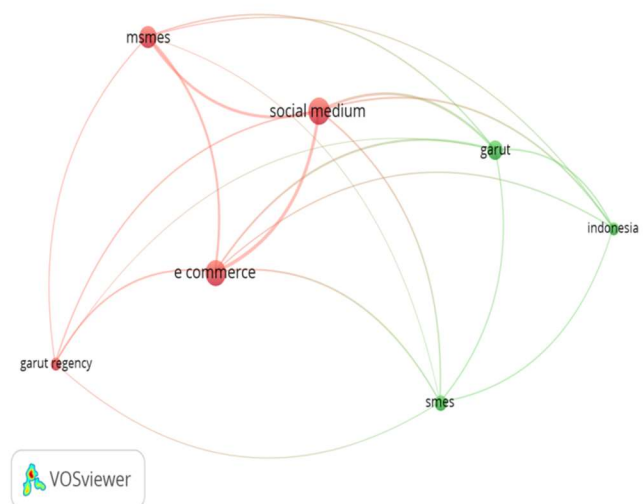 msmes
social medium
garut
indonesia
e commerce
garut regency
smes
VOSviewer